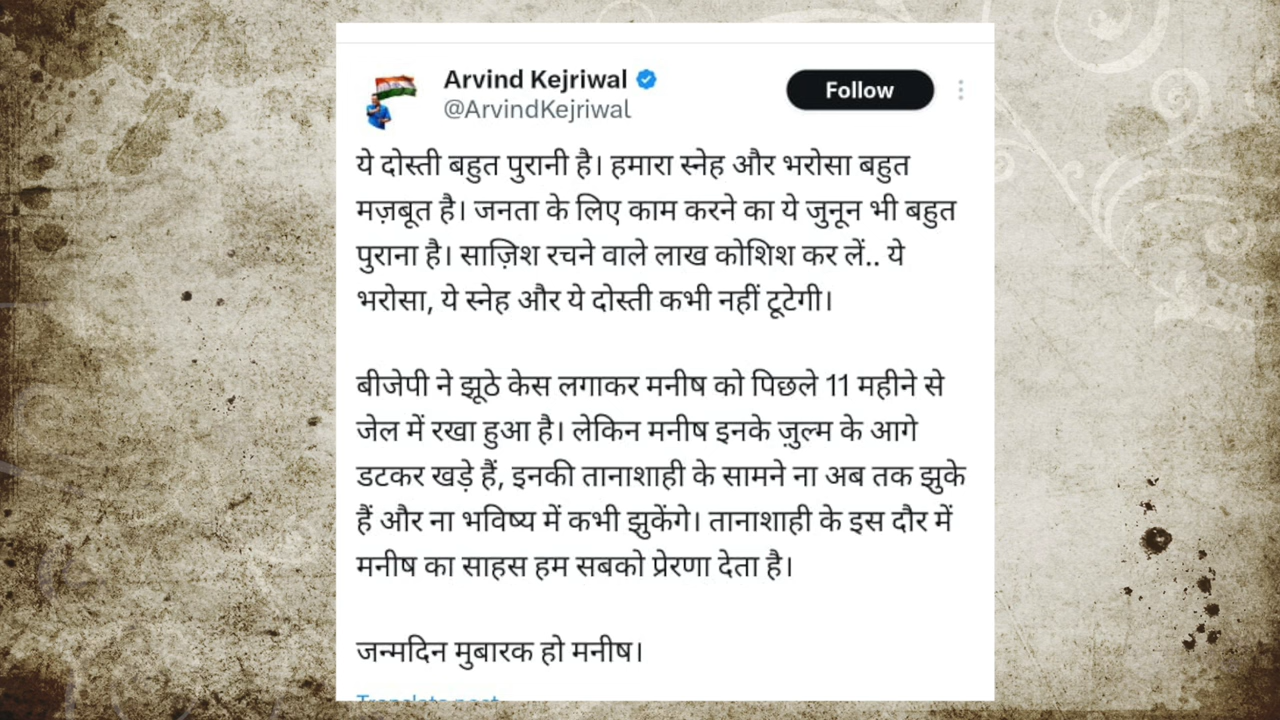 Arvind Kejriwal
@ArvindKejriwal
Follow
ये दोस्ती बहुत पुरानी है। हमारा स्नेह और भरोसा बहुत
मज़बूत है। जनता के लिए काम करने का ये जुनून भी बहुत
पुराना है। साज़िश रचने वाले लाख कोशिश कर लें.. ये
भरोसा, ये स्नेह और ये दोस्ती कभी नहीं टूटेगी।
बीजेपी ने झूठे केस लगाकर मनीष को पिछले 11 महीने से
जेल में रखा हुआ है। लेकिन मनीष इनके ज़ुल्म के आगे
डटकर खड़े हैं, इनकी तानाशाही के सामने ना अब तक झुके
हैं और ना भविष्य में कभी झुकेंगे। तानाशाही के इस दौर में
मनीष का साहस हम सबको प्रेरणा देता है।
जन्मदिन मुबारक हो मनीष।
Translate post